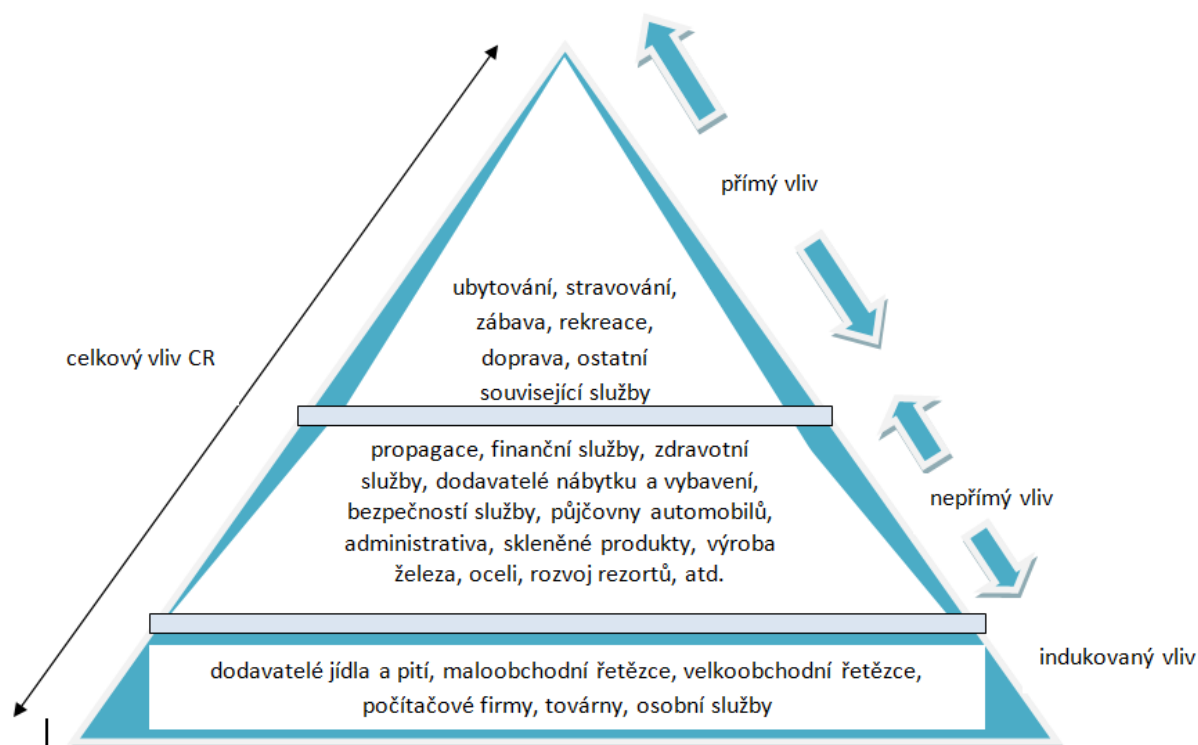 přímý vliv
ubytování, stravování,
zábava, rekreace,
doprava, ostatní
související služby
celkový vliv CR
propagace, finanční služby, zdravotní
služby, dodavatelé nábytku a vybavení,
bezpečností služby, půjčovny automobilů,
administrativa, skleněné produkty, výroba
železa, oceli, rozvoj rezortů, atd.
nepřímý vliv
indukovaný vliv
dodavatelé jídla a pití, maloobchodní řetězce, velkoobchodní řetězce,
počítačové firmy, továrny, osobní služby